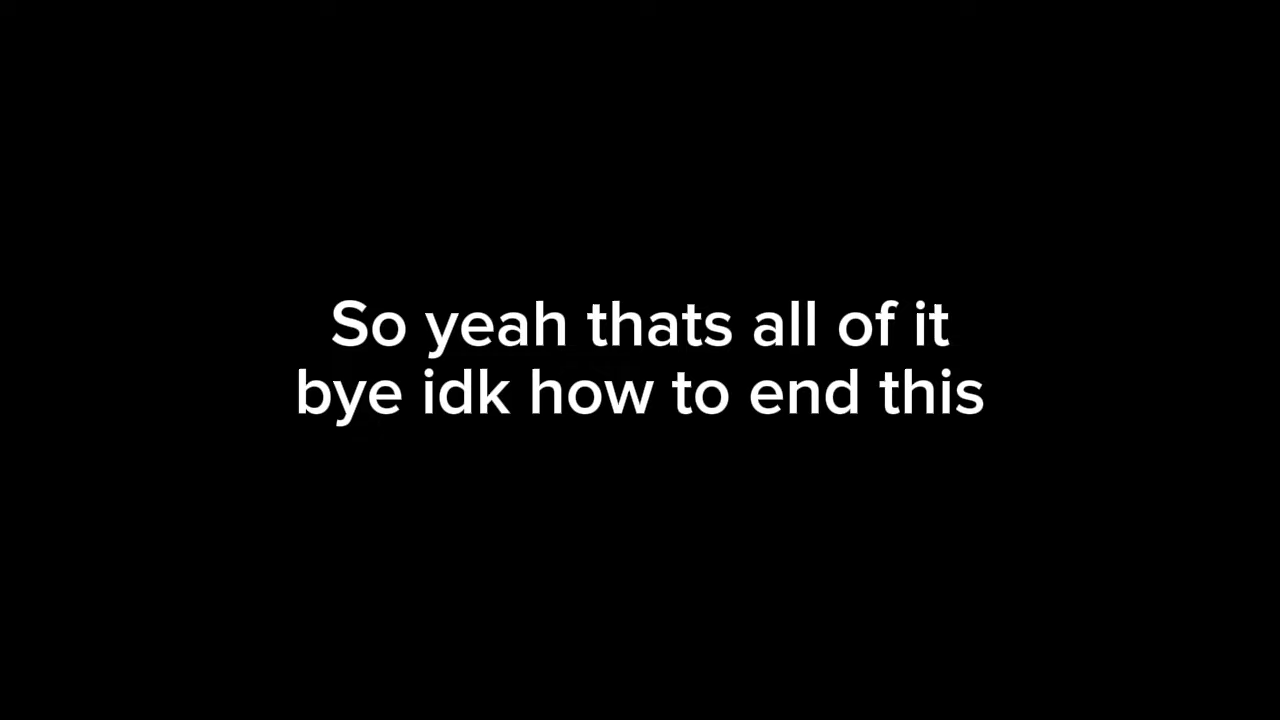 So yeah thats all of it
bye idk how to end this